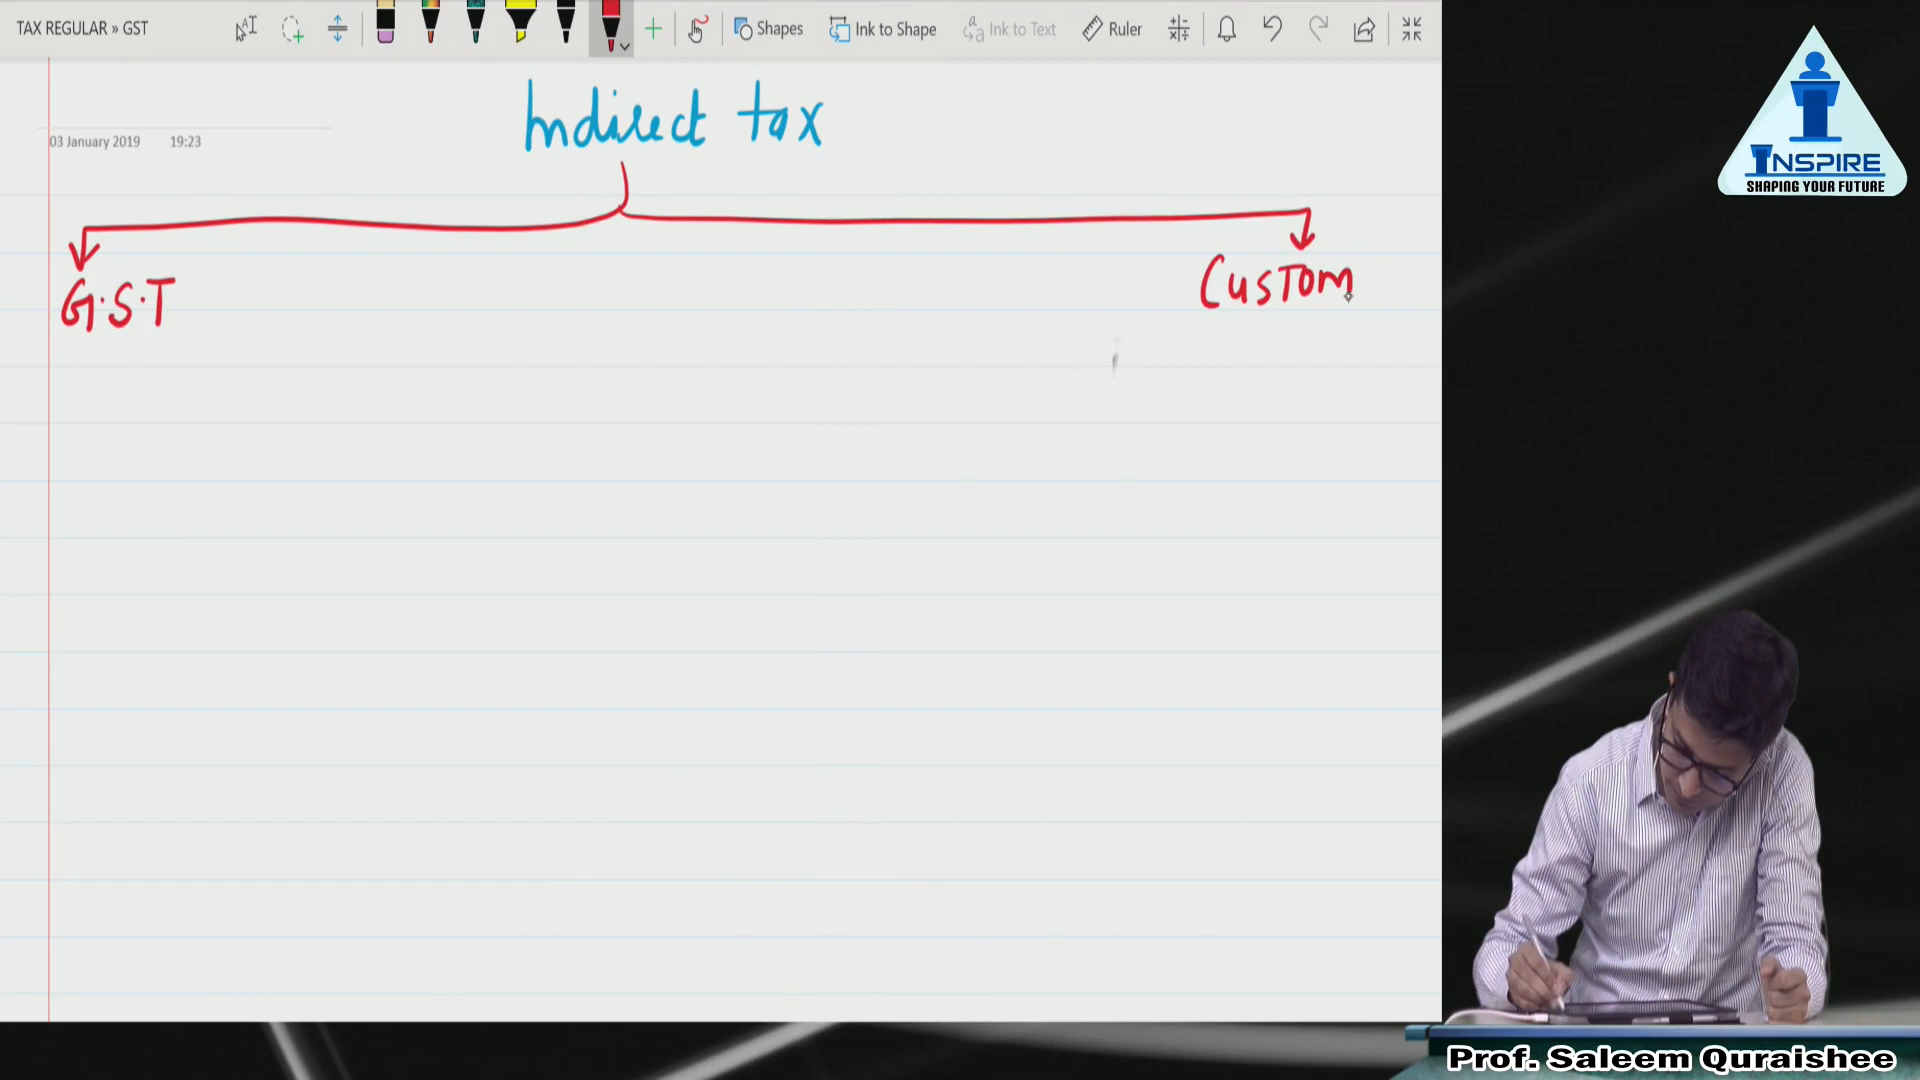 TAX REGULAR » GST
Shapes
Ink to Shape
Ink to Text
Ruler
Indirect tax
03 January 2019 19:23
G.S.T
CUSTOM
INSPIRE
SHAPING YOUR FUTURE
Prof. Saleem Quraishee